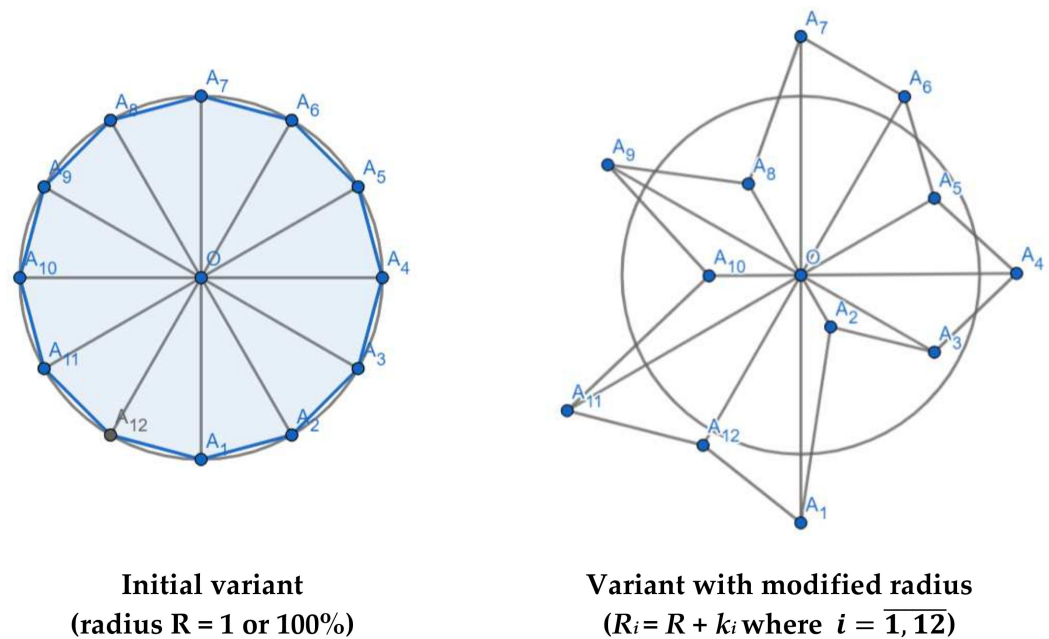 A₇
A₈
A₆
A₉
A₅
O
A₁₀
A₄
A₁₁
A₃
A₁₂
A₂
A₁
Initial variant
(radius R = 1 or 100%)
A₇
A₆
A₉
A₈
A₅
O
A₁₀
A₄
A₂
A₃
A₁₁
A₁₂
A₁
Variant with modified radius
(Rᵢ= R + kᵢ where i = 1, 12)